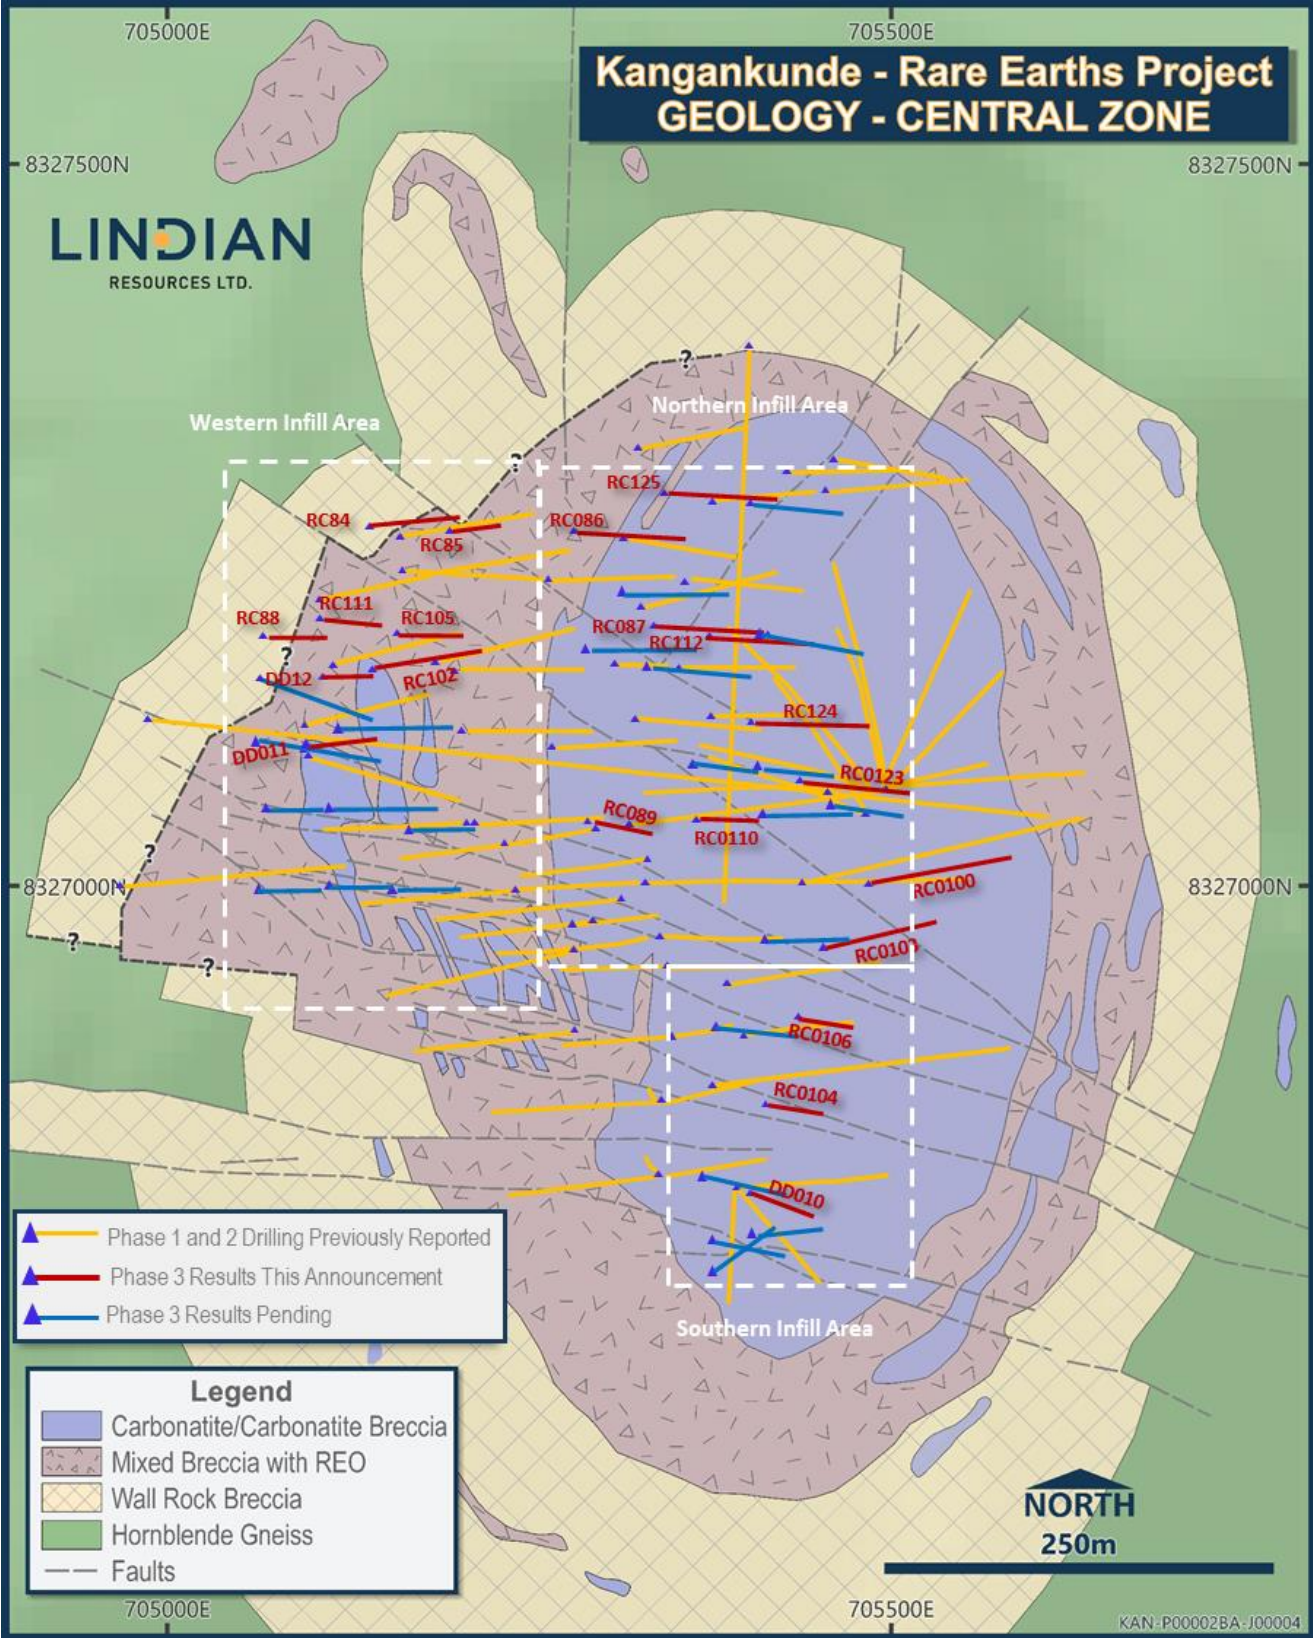 705000E
705500E
Kangankunde - Rare Earths Project
GEOLOGY - CENTRAL ZONE
8327500N
8327500N
LINDIAN
RESOURCES LTD.
?
Northern Infill Area
Western Infill Area
?
RC125
RC84
RC086
RC85
RC111
RC88
RC105
RC087
RC112
?
DD12
RC102
RC124
DD011
RC0123
RC089
RC0110
?
8327000N
8327000N
RC0100
?
RC0103
?
RC0106
RC0104
DD010
Phase 1 and 2 Drilling Previously Reported
Phase 3 Results This Announcement
Phase 3 Results Pending
Southern Infill Area
Legend
Carbonatite/Carbonatite Breccia
Mixed Breccia with REO
Wall Rock Breccia
Hornblende Gneiss
Faults
NORTH
250m
705000E
705500E
KAN-P00002BA-J00004